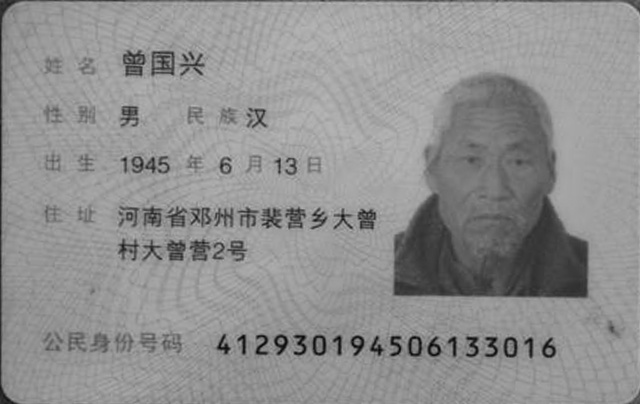 姓名 曾国兴
性别 男 民族 汉
出生 1945 年 6 月 13 日
住址 河南省邓州市裴营乡大曾
村大曾营2号
公民身份号码 412930194506133016